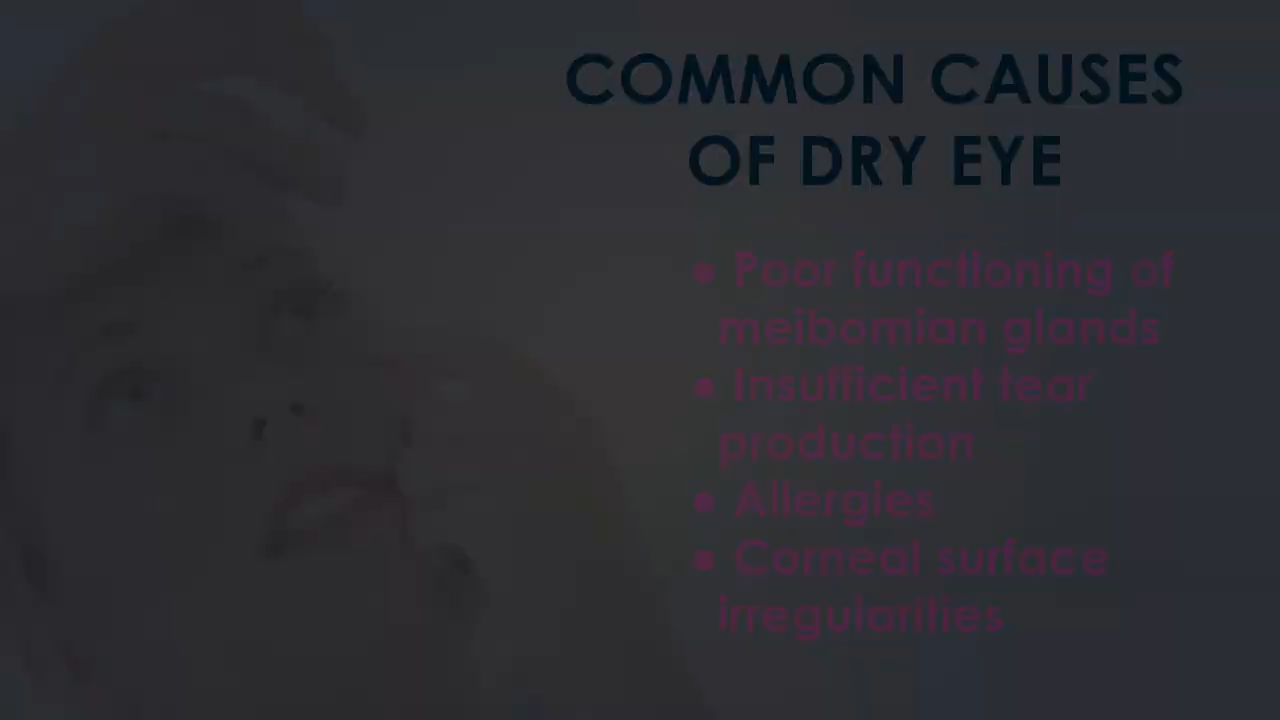 COMMON CAUSES
OF DRY EYE
• Poor functioning of
meibomian glands
• Insufficient tear
production
• Allergies
• Corneal surface
irregularities